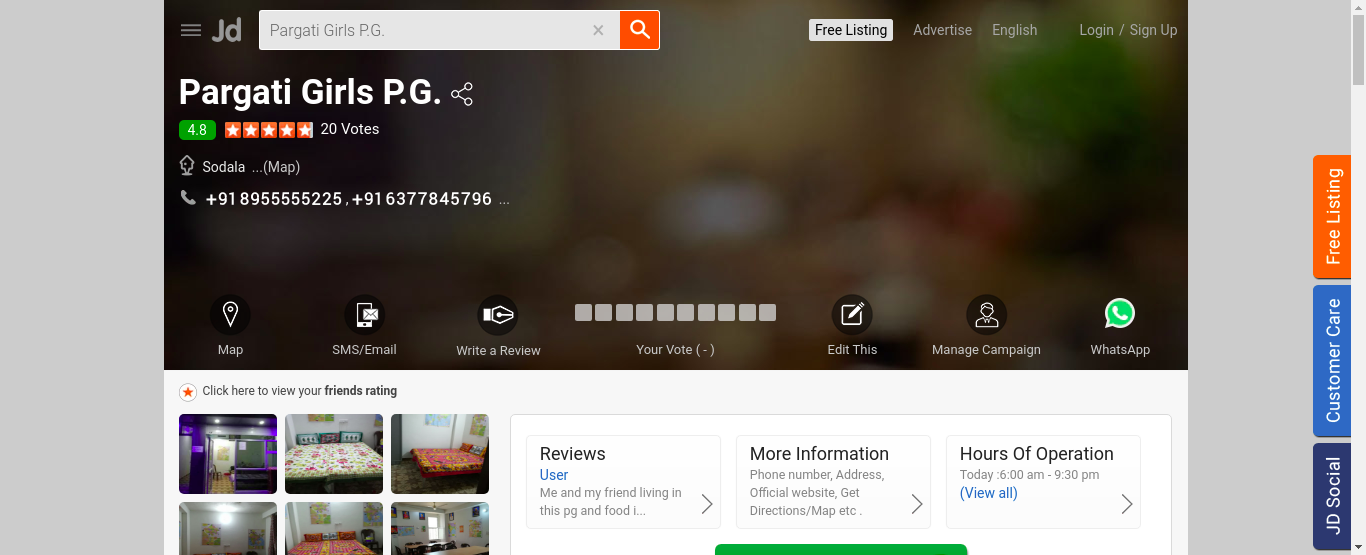 Jd
Pargati Girls P.G.
Free Listing
Advertise
English
Login / Sign Up
Pargati Girls P.G.
4.8
20 Votes
Sodala ...(Map)
+918955555225,+916377845796 ...
Map
SMS/Email
Write a Review
Your Vote ( - )
Edit This
Manage Campaign
WhatsApp
Click here to view your friends rating
Reviews
User
Me and my friend living in
this pg and food i...
More Information
Phone number, Address,
Official website, Get
Directions/Map etc .
Hours Of Operation
Today :6:00 am - 9:30 pm
(View all)
Free Listing
Customer Care
JD Social